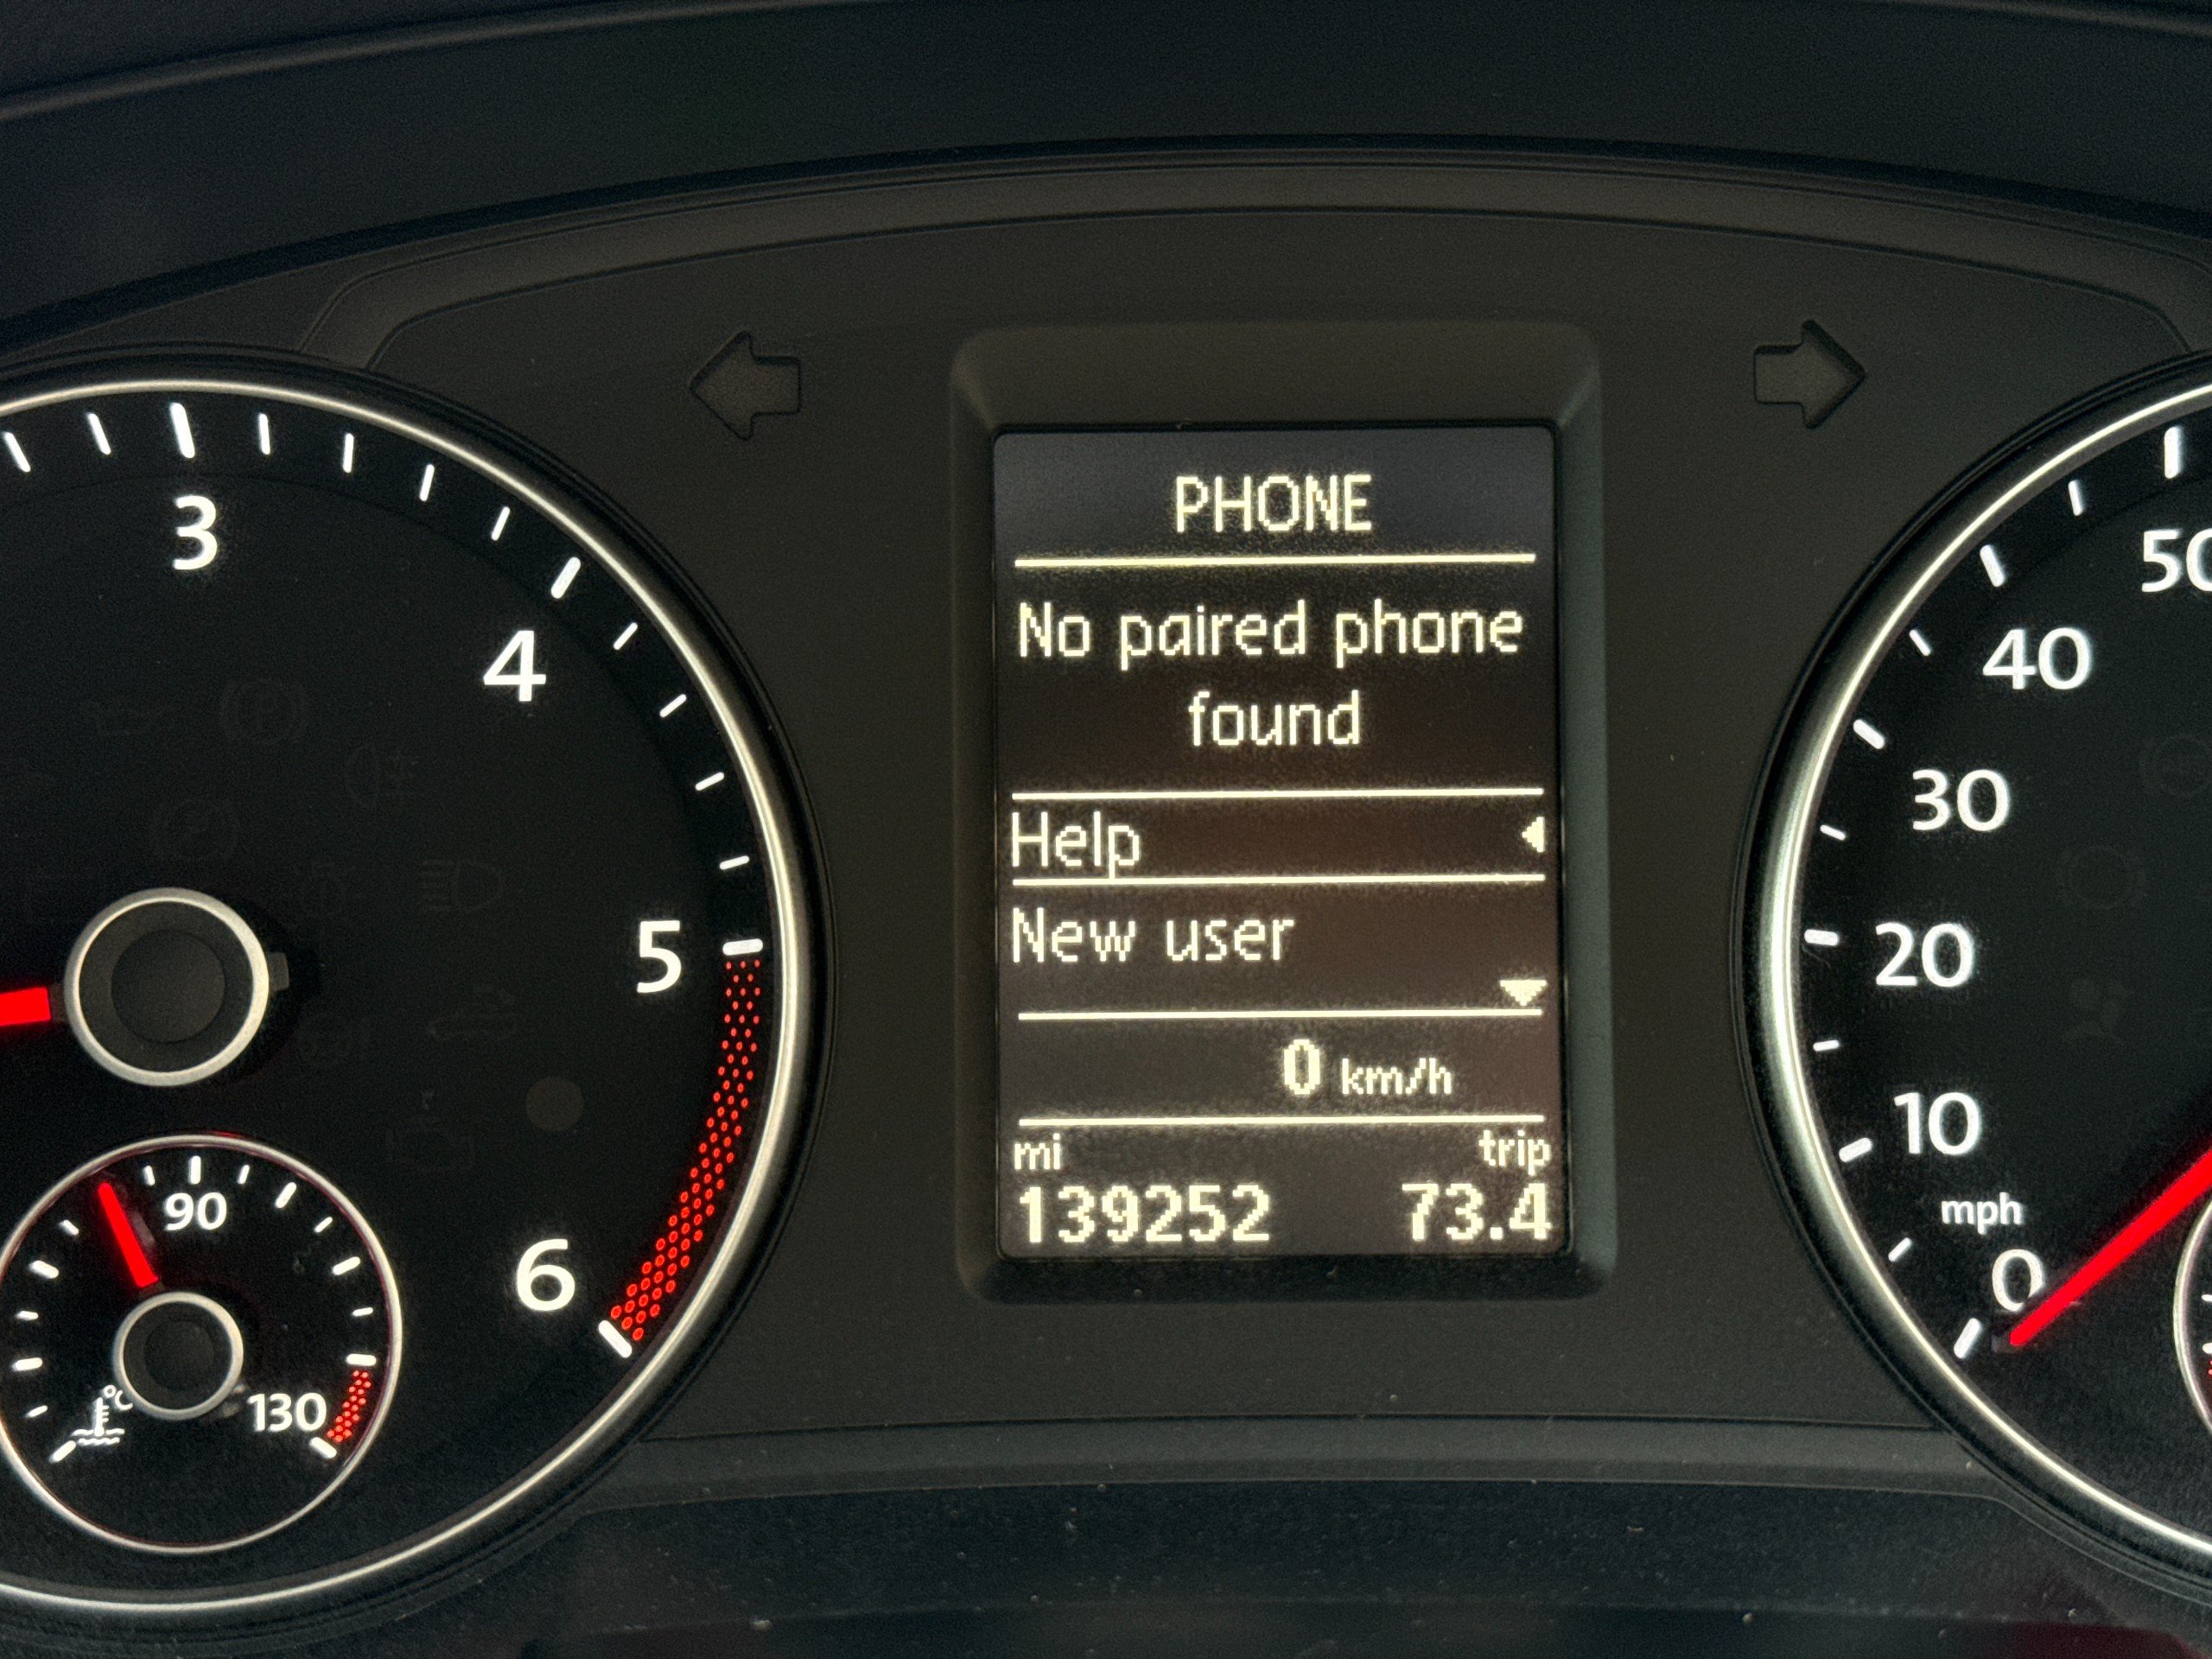 PHONE
No paired phone
found
Help
New user
0 km/h
mi trip
139252 73.4
3
4
5
6
90
130
°C
50
40
30
20
10
mph
0